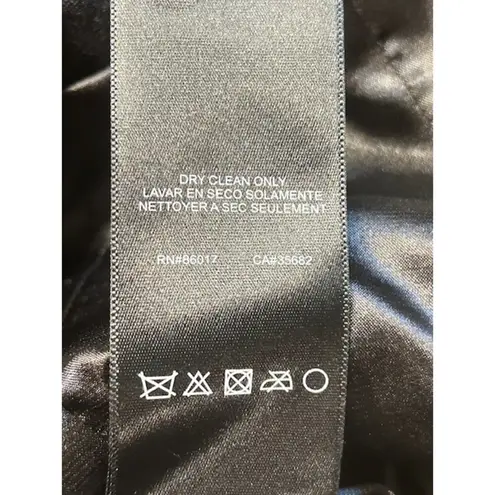 DRY CLEAN ONLY
LAVAR EN SECO SOLAMENTE
NETTOYER A SEC SEULEMENT
RN#86017 CA#35682